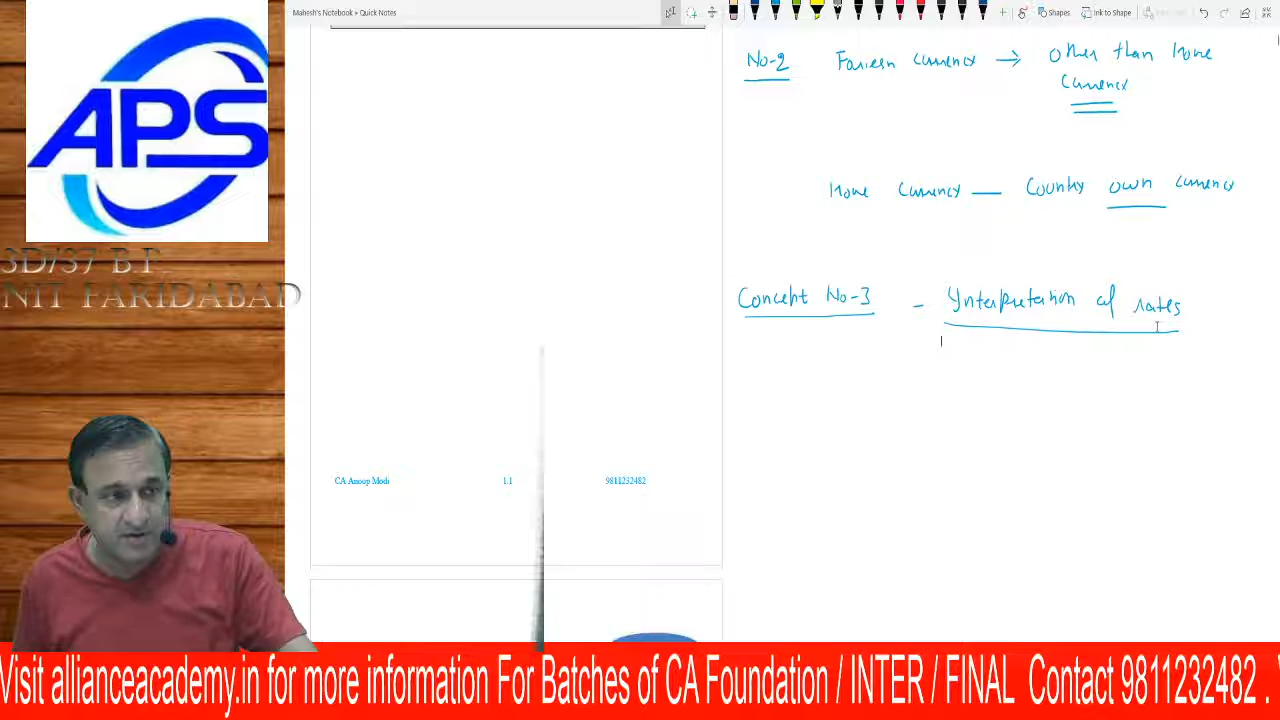 Mahesh's Notebook » Quick Notes
Shapes
Ink to Shape
APS
3D/37 B.P.
NIT FARIDABAD
No-2 Foriesn currency → other than Home
Currency
Home Currency — Country own currency
Concept No-3 - Interpretation of rates
CA Anoop Modi 1.1 9811232482
Visit allianceacademy.in for more information For Batches of CA Foundation / INTER / FINAL Contact 9811232482 .